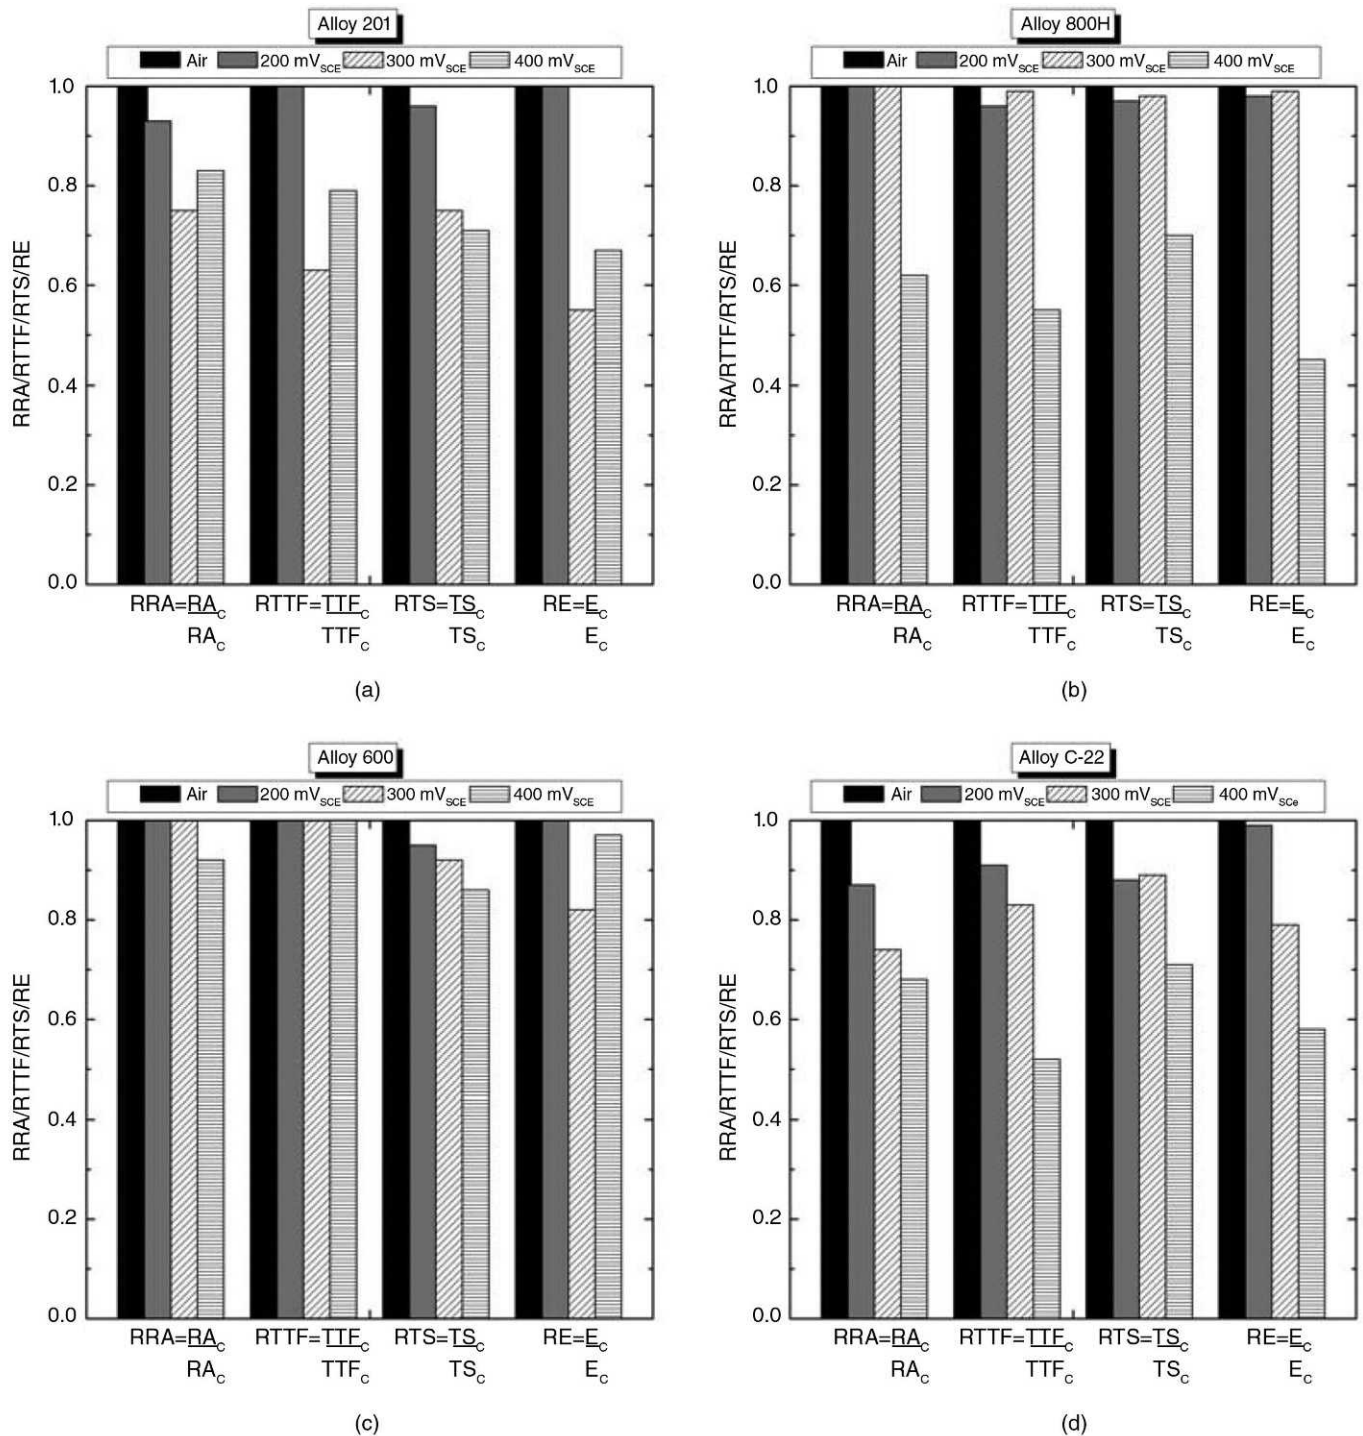 Alloy 201
Air 200 mVSCE 300 mVSCE 400 mVSCE
RRA/RTTF/RTS/RE
1.0
0.8
0.6
0.4
0.2
0.0
RRA=RAC RTTF=TTFC RTS=TSC RE=EC
RAC TTFC TSC EC
(a)
Alloy 800H
Air 200 mVSCE 300 mVSCE 400 mVSCE
RRA/RTTF/RTS/RE
1.0
0.8
0.6
0.4
0.2
0.0
RRA=RAC RTTF=TTFC RTS=TSC RE=EC
RAC TTFC TSC EC
(b)
Alloy 600
Air 200 mVSCE 300 mVSCE 400 mVSCE
RRA/RTTF/RTS/RE
1.0
0.8
0.6
0.4
0.2
0.0
RRA=RAC RTTF=TTFC RTS=TSC RE=EC
RAC TTFC TSC EC
(c)
Alloy C-22
Air 200 mVSCE 300 mVSCE 400 mVSCe
RRA/RTTF/RTS/RE
1.0
0.8
0.6
0.4
0.2
0.0
RRA=RAC RTTF=TTFC RTS=TSC RE=EC
RAC TTFC TSC EC
(d)